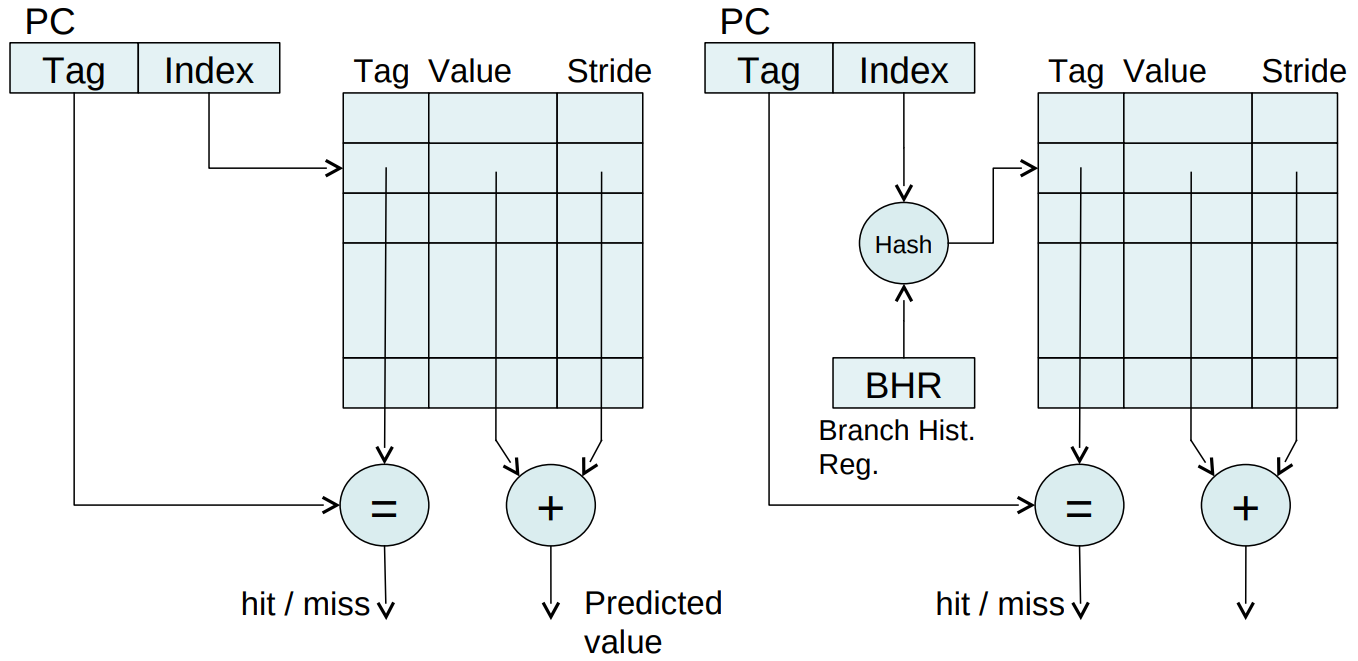 PC
Tag Index
Tag Value Stride
=
+
hit / miss
Predicted
value
PC
Tag Index
Tag Value Stride
Hash
BHR
Branch Hist.
Reg.
=
+
hit / miss